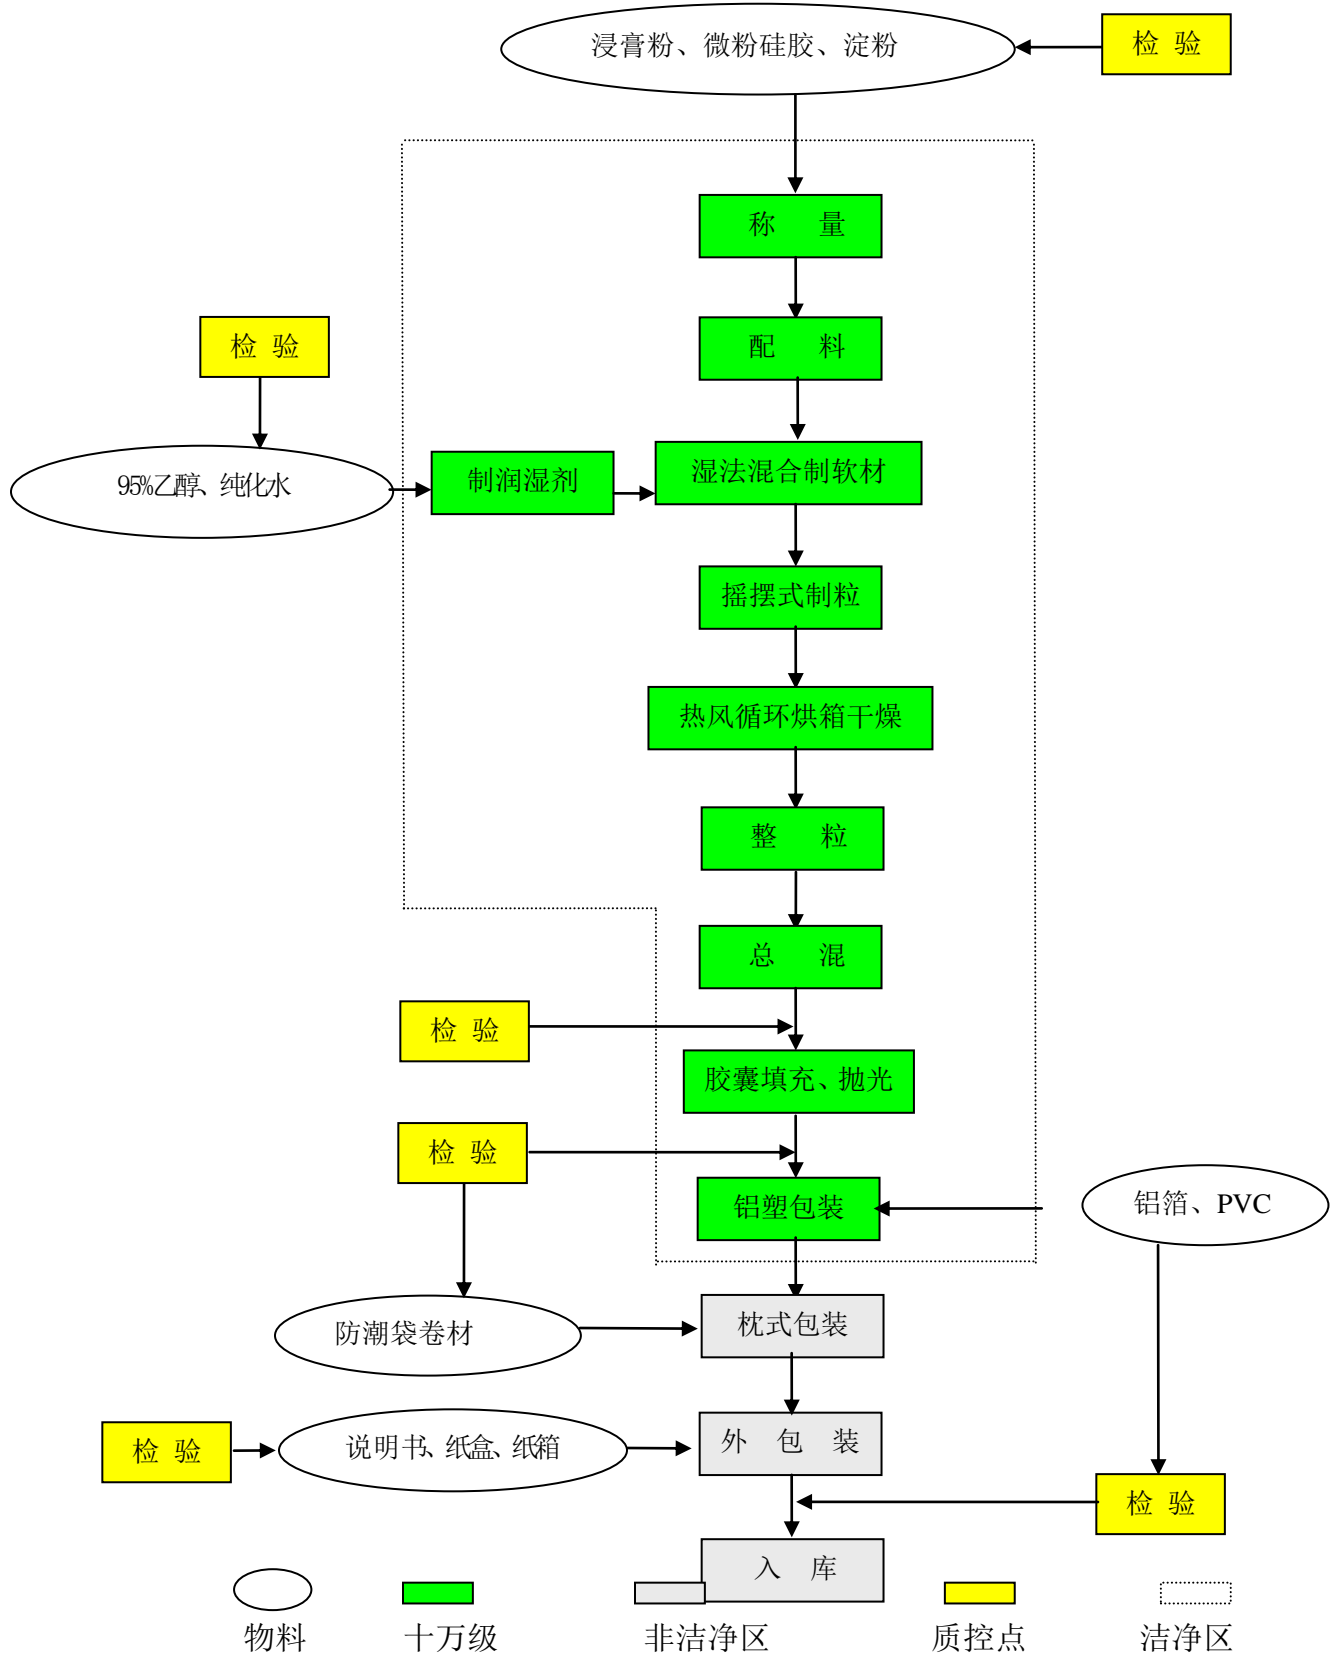 浸膏粉、微粉硅胶、淀粉
检 验
称 量
检 验
配 料
95%乙醇、纯化水
制润湿剂
湿法混合制软材
摇摆式制粒
热风循环烘箱干燥
整 粒
总 混
检 验
胶囊填充、抛光
检 验
铝塑包装
铝箔、PVC
防潮袋卷材
枕式包装
检 验
说明书、纸盒、纸箱
外 包 装
检 验
入 库
物料
十万级
非洁净区
质控点
洁净区